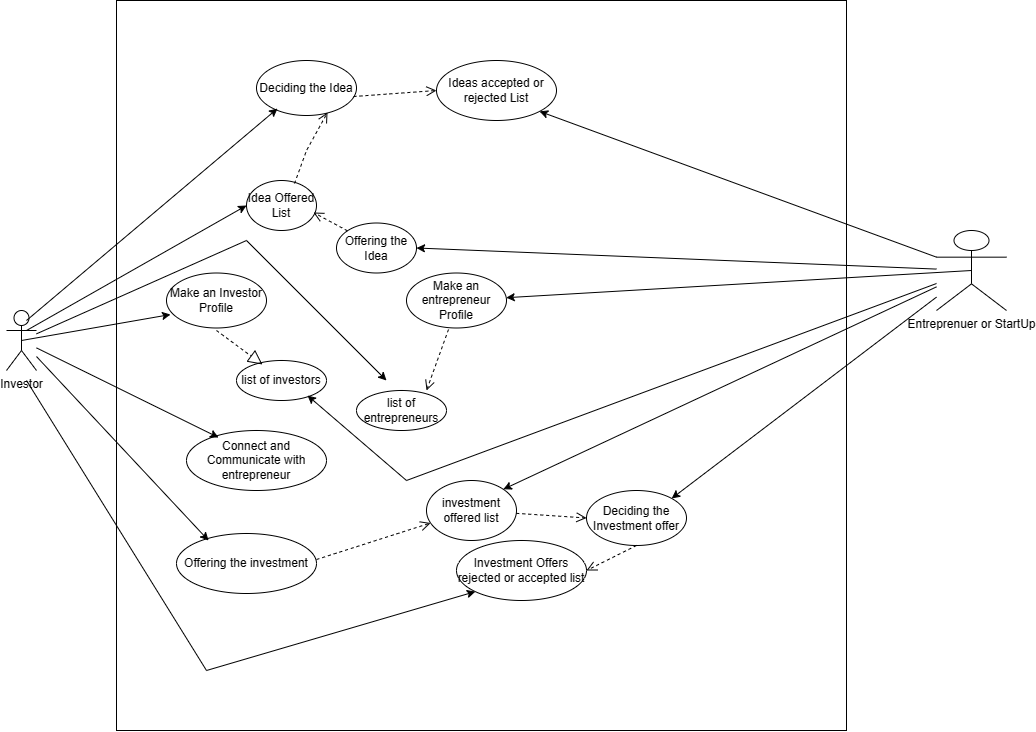 Deciding the Idea
Ideas accepted or
rejected List
Idea Offered
List
Offering the
Idea
Make an Investor
Profile
Make an
entrepreneur
Profile
Entreprenuer or StartUp
Investor
list of investors
list of
entrepreneurs
Connect and
Communicate with
entrepreneur
investment
offered list
Deciding the
Investment offer
Offering the investment
Investment Offers
rejected or accepted list